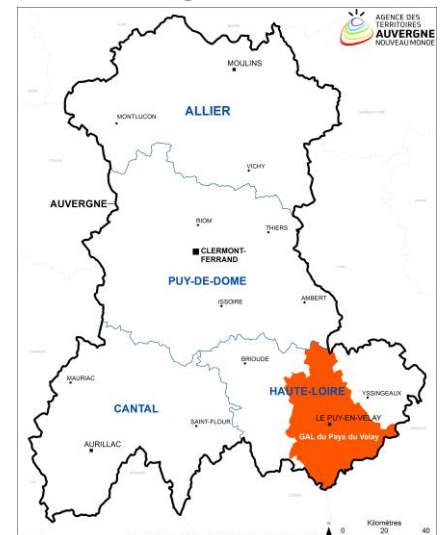 AGENCE DES
TERRITOIRES
AUVERGNE
NOUVEAU MONDE
MOULINS
ALLIER
MONTLUCON
VICHY
AUVERGNE
RIOM
THIERS
CLERMONT-
FERRAND
PUY-DE-DOME
ISSOIRE
AMBERT
BRIOUDE
MAURIAC
HAUTE-LOIRE
YSSINGEAUX
CANTAL
SAINT-FLOUR
LE PUY-EN-VELAY
GAL du Pays du Velay
AURILLAC
Kilomètres
0 20 40